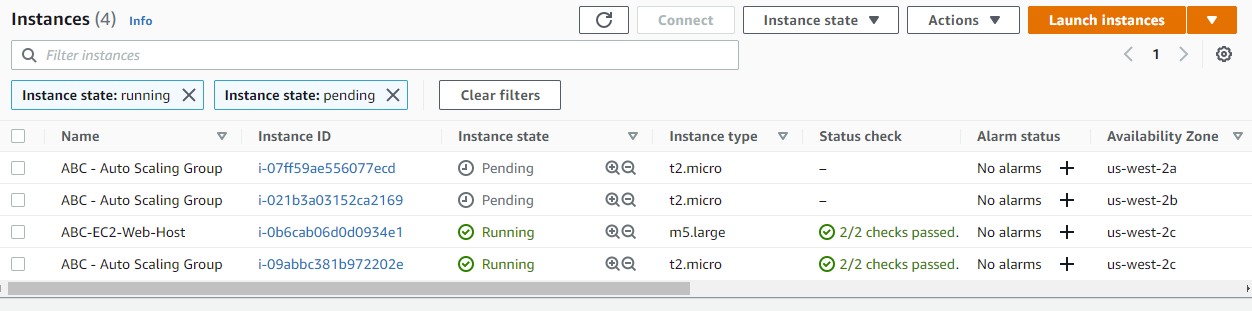 Instances (4) Info Connect Instance state Actions Launch instances
Filter instances 1
Instance state: running Instance state: pending Clear filters
Name Instance ID Instance state Instance type Status check Alarm status Availability Zone
ABC - Auto Scaling Group i-07ff59ae556077ecd Pending t2.micro – No alarms + us-west-2a
ABC - Auto Scaling Group i-021b3a03152ca2169 Pending t2.micro – No alarms + us-west-2b
ABC-EC2-Web-Host i-0b6cab06d0d0934e1 Running m5.large 2/2 checks passed. No alarms + us-west-2c
ABC - Auto Scaling Group i-09abbc381b972202e Running t2.micro 2/2 checks passed. No alarms + us-west-2c